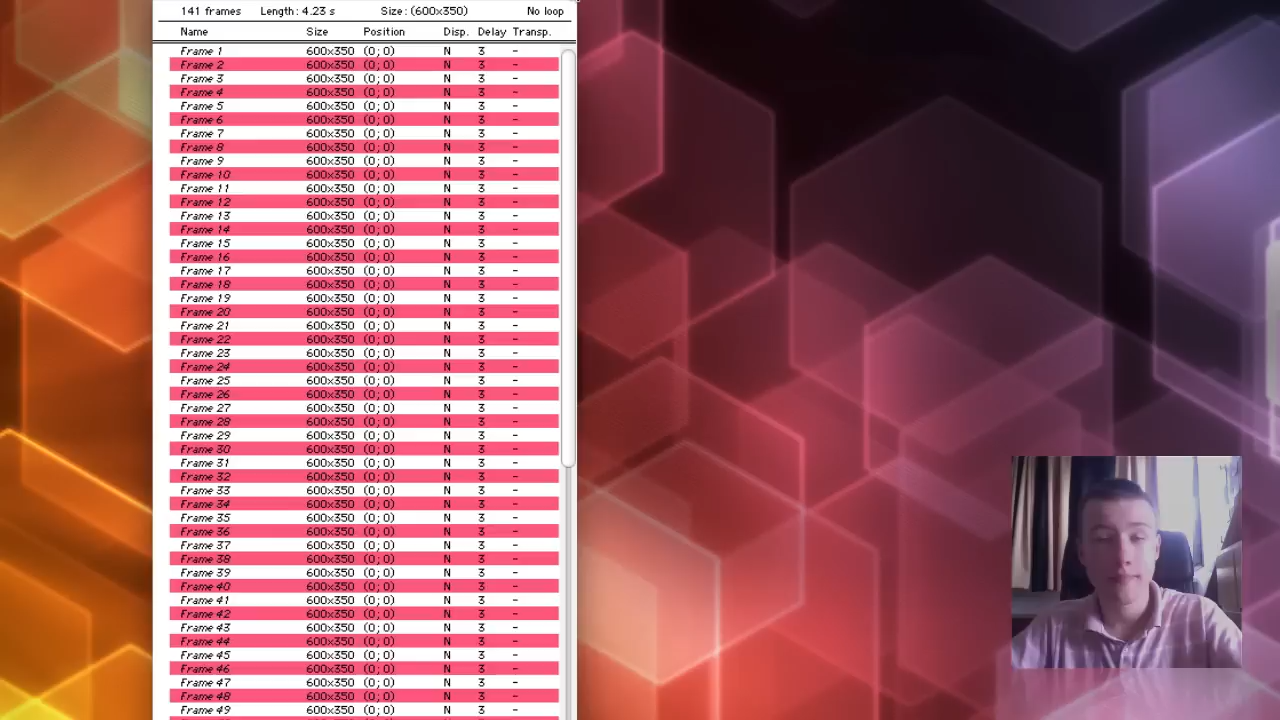 141 frames Length: 4.23 s Size: (600x350) No loop
Name Size Position Disp. Delay Transp.
Frame 1 600x350 (0; 0) N 3 -
Frame 2 600x350 (0; 0) N 3 -
Frame 3 600x350 (0; 0) N 3 -
Frame 4 600x350 (0; 0) N 3 -
Frame 5 600x350 (0; 0) N 3 -
Frame 6 600x350 (0; 0) N 3 -
Frame 7 600x350 (0; 0) N 3 -
Frame 8 600x350 (0; 0) N 3 -
Frame 9 600x350 (0; 0) N 3 -
Frame 10 600x350 (0; 0) N 3 -
Frame 11 600x350 (0; 0) N 3 -
Frame 12 600x350 (0; 0) N 3 -
Frame 13 600x350 (0; 0) N 3 -
Frame 14 600x350 (0; 0) N 3 -
Frame 15 600x350 (0; 0) N 3 -
Frame 16 600x350 (0; 0) N 3 -
Frame 17 600x350 (0; 0) N 3 -
Frame 18 600x350 (0; 0) N 3 -
Frame 19 600x350 (0; 0) N 3 -
Frame 20 600x350 (0; 0) N 3 -
Frame 21 600x350 (0; 0) N 3 -
Frame 22 600x350 (0; 0) N 3 -
Frame 23 600x350 (0; 0) N 3 -
Frame 24 600x350 (0; 0) N 3 -
Frame 25 600x350 (0; 0) N 3 -
Frame 26 600x350 (0; 0) N 3 -
Frame 27 600x350 (0; 0) N 3 -
Frame 28 600x350 (0; 0) N 3 -
Frame 29 600x350 (0; 0) N 3 -
Frame 30 600x350 (0; 0) N 3 -
Frame 31 600x350 (0; 0) N 3 -
Frame 32 600x350 (0; 0) N 3 -
Frame 33 600x350 (0; 0) N 3 -
Frame 34 600x350 (0; 0) N 3 -
Frame 35 600x350 (0; 0) N 3 -
Frame 36 600x350 (0; 0) N 3 -
Frame 37 600x350 (0; 0) N 3 -
Frame 38 600x350 (0; 0) N 3 -
Frame 39 600x350 (0; 0) N 3 -
Frame 40 600x350 (0; 0) N 3 -
Frame 41 600x350 (0; 0) N 3 -
Frame 42 600x350 (0; 0) N 3 -
Frame 43 600x350 (0; 0) N 3 -
Frame 44 600x350 (0; 0) N 3 -
Frame 45 600x350 (0; 0) N 3 -
Frame 46 600x350 (0; 0) N 3 -
Frame 47 600x350 (0; 0) N 3 -
Frame 48 600x350 (0; 0) N 3 -
Frame 49 600x350 (0; 0) N 3 -